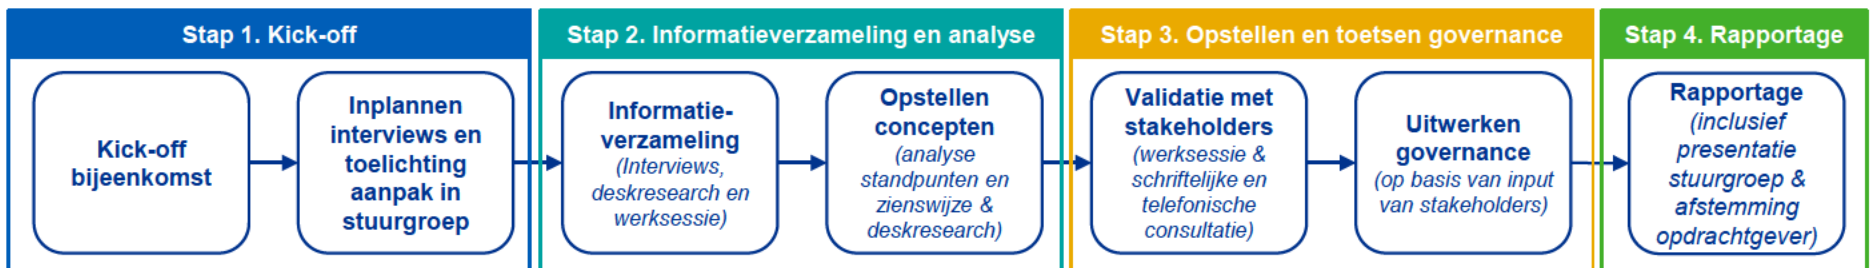 Stap 1. Kick-off
Kick-off
bijeenkomst
Inplannen
interviews en
toelichting
aanpak in
stuurgroep
Stap 2. Informatieverzameling en analyse
Informatie-
verzameling
(Interviews,
deskresearch en
werksessie)
Opstellen
concepten
(analyse
standpunten en
zienswijze &
deskresearch)
Stap 3. Opstellen en toetsen governance
Validatie met
stakeholders
(werksessie &
schriftelijke en
telefonische
consultatie)
Uitwerken
governance
(op basis van input
van stakeholders)
Stap 4. Rapportage
Rapportage
(inclusief
presentatie
stuurgroep &
afstemming
opdrachtgever)